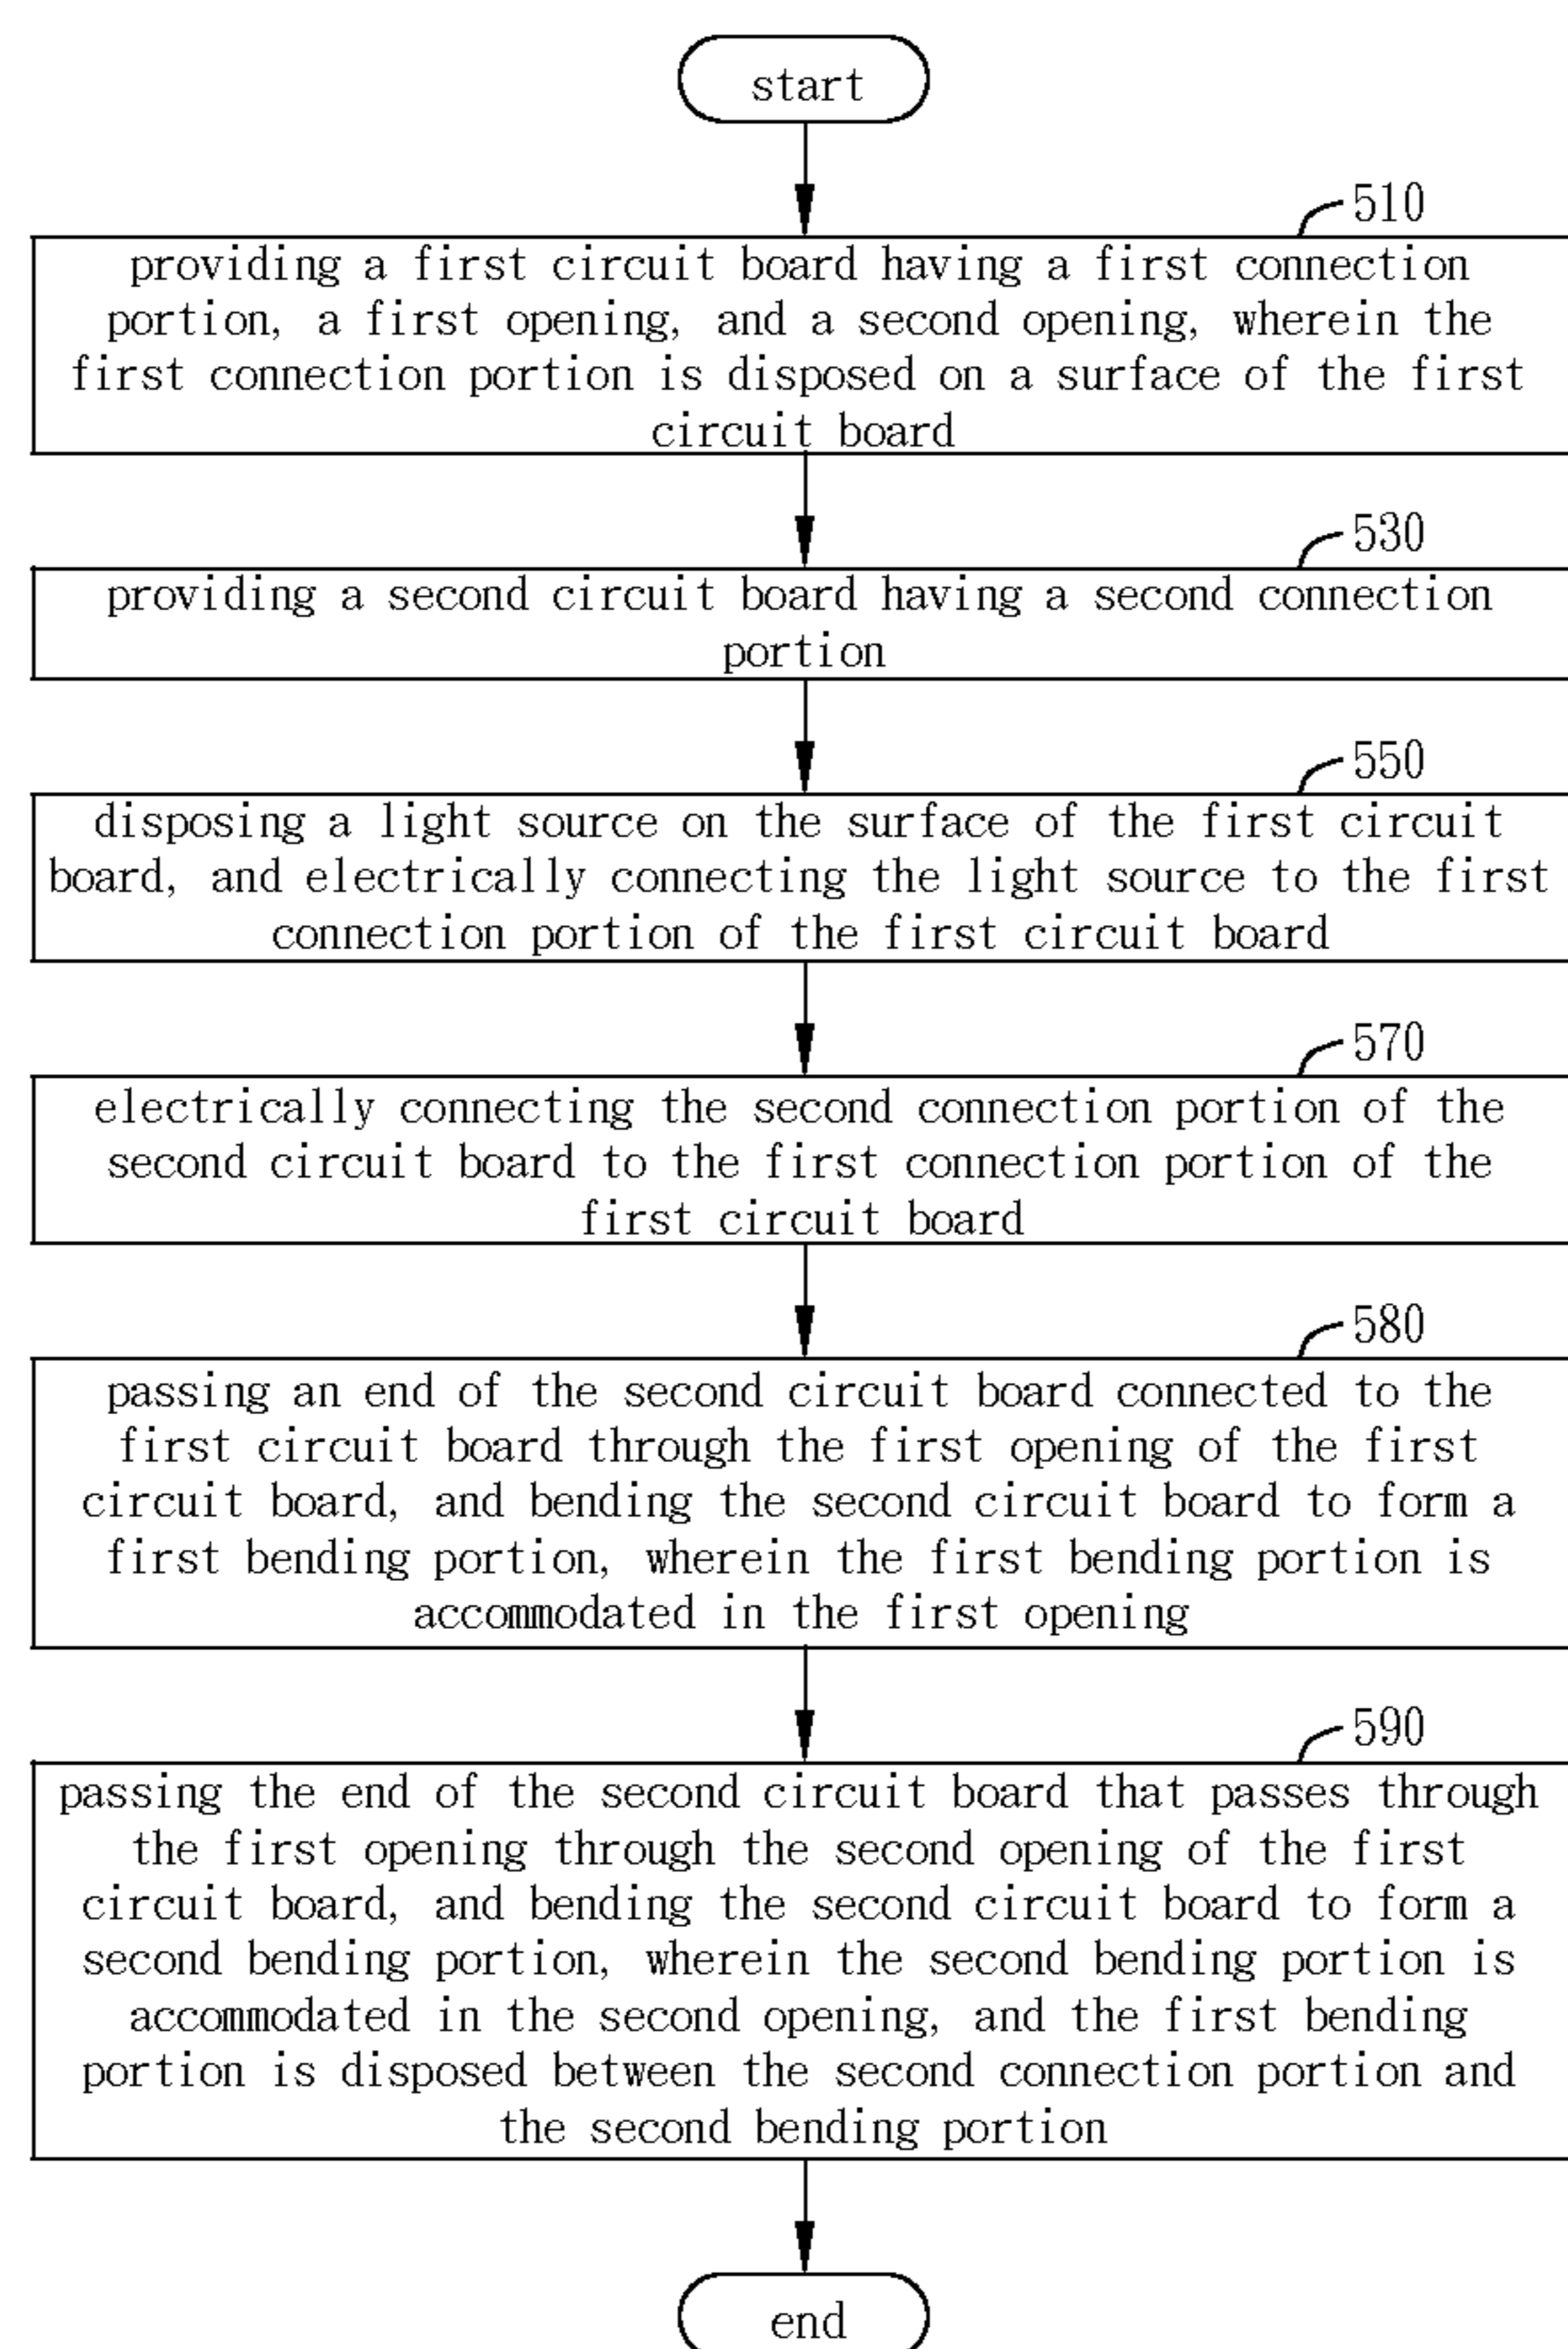 start
510
providing a first circuit board having a first connection
portion, a first opening, and a second opening, wherein the
first connection portion is disposed on a surface of the first
circuit board
530
providing a second circuit board having a second connection
portion
550
disposing a light source on the surface of the first circuit
board, and electrically connecting the light source to the first
connection portion of the first circuit board
570
electrically connecting the second connection portion of the
second circuit board to the first connection portion of the
first circuit board
580
passing an end of the second circuit board connected to the
first circuit board through the first opening of the first
circuit board, and bending the second circuit board to form a
first bending portion, wherein the first bending portion is
accommodated in the first opening
590
passing the end of the second circuit board that passes through
the first opening through the second opening of the first
circuit board, and bending the second circuit board to form a
second bending portion, wherein the second bending portion is
accommodated in the second opening, and the first bending
portion is disposed between the second connection portion and
the second bending portion
end